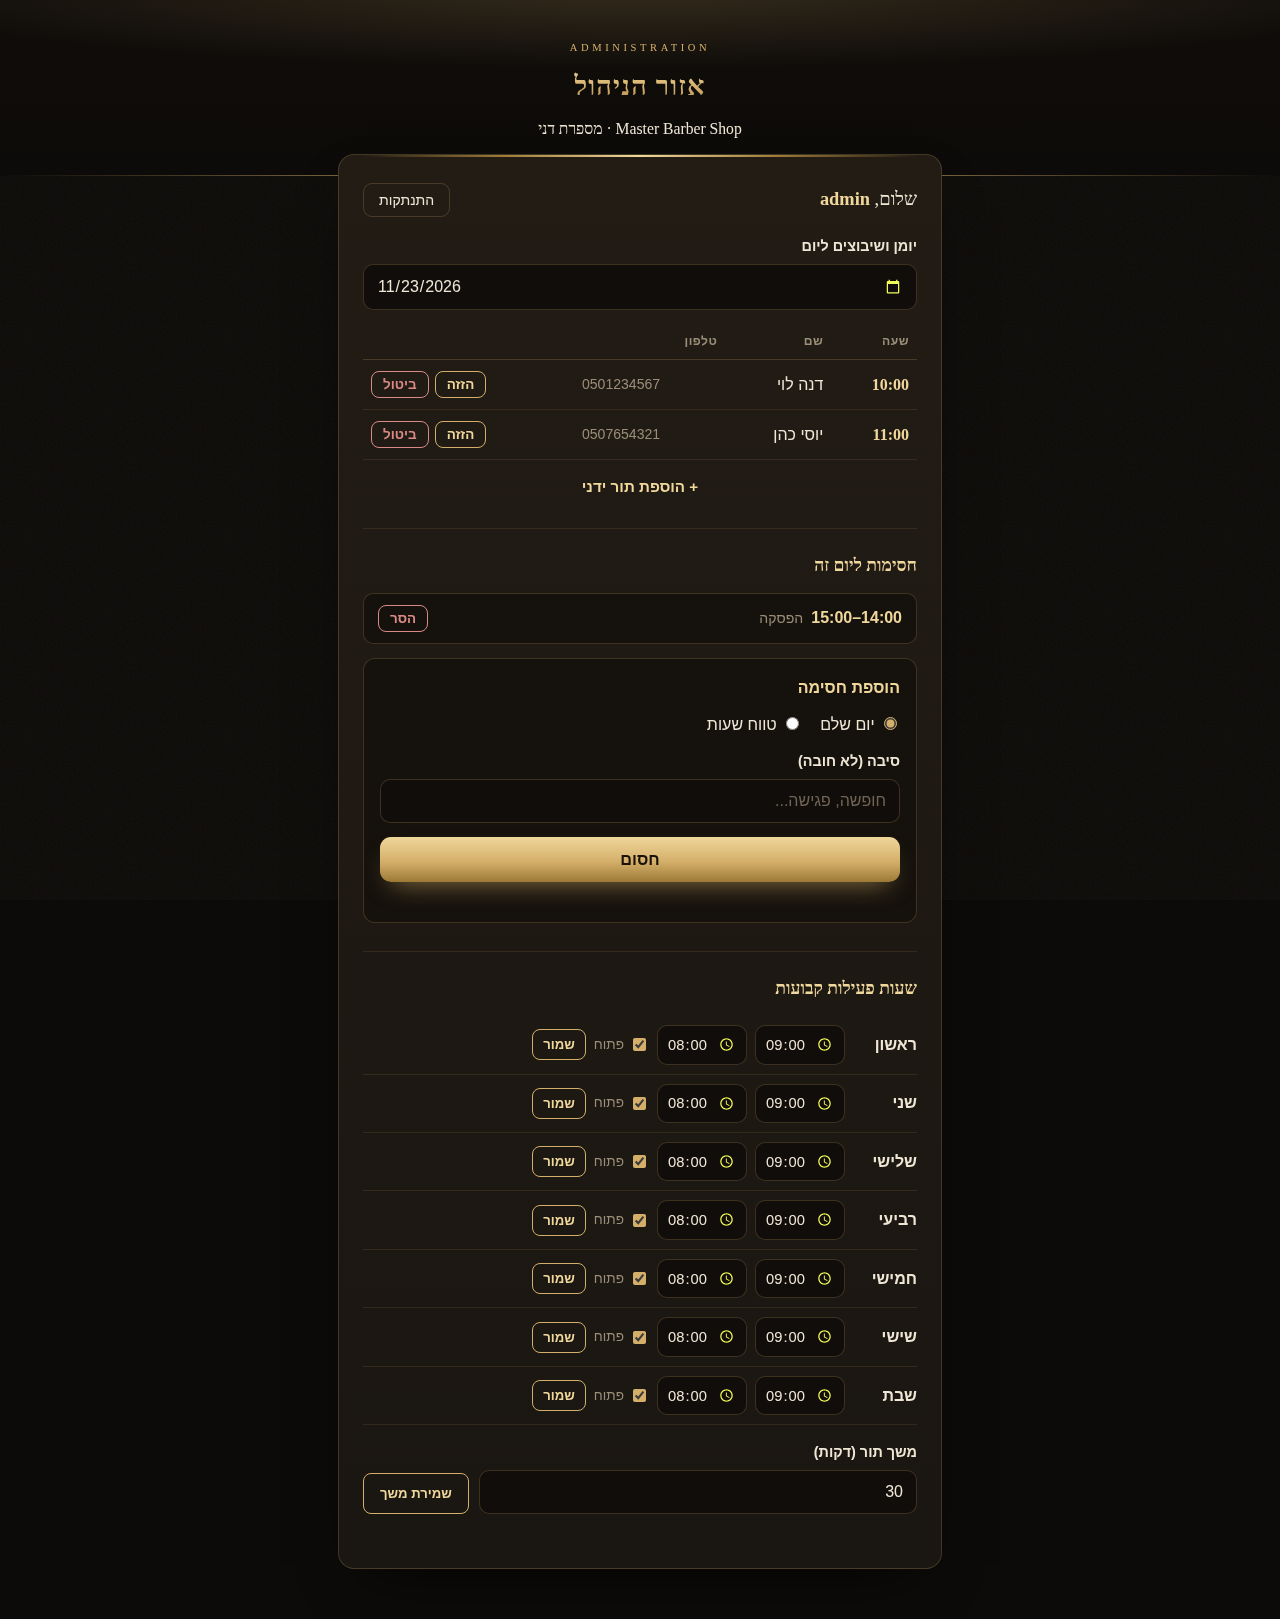 ADMINISTRATION
אזור הניהול
מספרת דני · Master Barber Shop
שלום, admin
התנתקות
יומן ושיבוצים ליום
11/23/2026
שעה שם טלפון
10:00 דנה לוי 0501234567 הזזה ביטול
11:00 יוסי כהן 0507654321 הזזה ביטול
+ הוספת תור ידני
חסימות ליום זה
14:00–15:00 הפסקה הסר
הוספת חסימה
יום שלם טווח שעות
סיבה (לא חובה)
חופשה, פגישה...
חסום
שעות פעילות קבועות
ראשון 09:00 08:00 פתוח שמור
שני 09:00 08:00 פתוח שמור
שלישי 09:00 08:00 פתוח שמור
רביעי 09:00 08:00 פתוח שמור
חמישי 09:00 08:00 פתוח שמור
שישי 09:00 08:00 פתוח שמור
שבת 09:00 08:00 פתוח שמור
משך תור (דקות)
30 שמירת משך